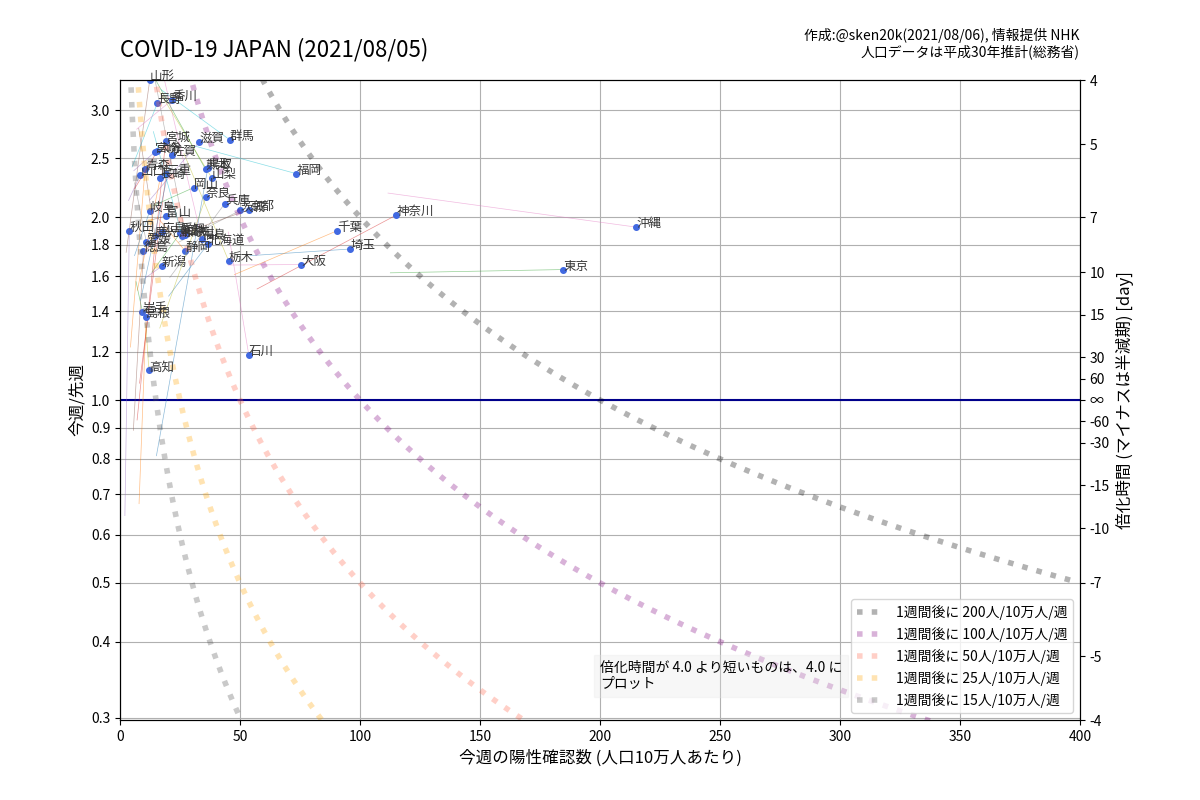 COVID-19 JAPAN (2021/08/05)
作成:@sken20k(2021/08/06), 情報提供 NHK
人口データは平成30年推計(総務省)
山形
長野
香川
宮城
滋賀
群馬
佐賀
青森
福岡
山梨
岡山
奈良
兵庫
岐阜
富山
神奈川
秋田
千葉
沖縄
北海道
埼玉
静岡
栃木
新潟
大阪
東京
岩手
島根
石川
高知
今週/先週
3.0
2.5
2.0
1.8
1.6
1.4
1.2
1.0
0.9
0.8
0.7
0.6
0.5
0.4
0.3
4
5
7
10
15
30
60
∞
-60
-30
-15
-10
-7
-5
-4
倍化時間 (マイナスは半減期) [day]
1週間後に 200人/10万人/週
1週間後に 100人/10万人/週
1週間後に 50人/10万人/週
1週間後に 25人/10万人/週
1週間後に 15人/10万人/週
倍化時間が 4.0 より短いものは、4.0 に
プロット
0 50 100 150 200 250 300 350 400
今週の陽性確認数 (人口10万人あたり)